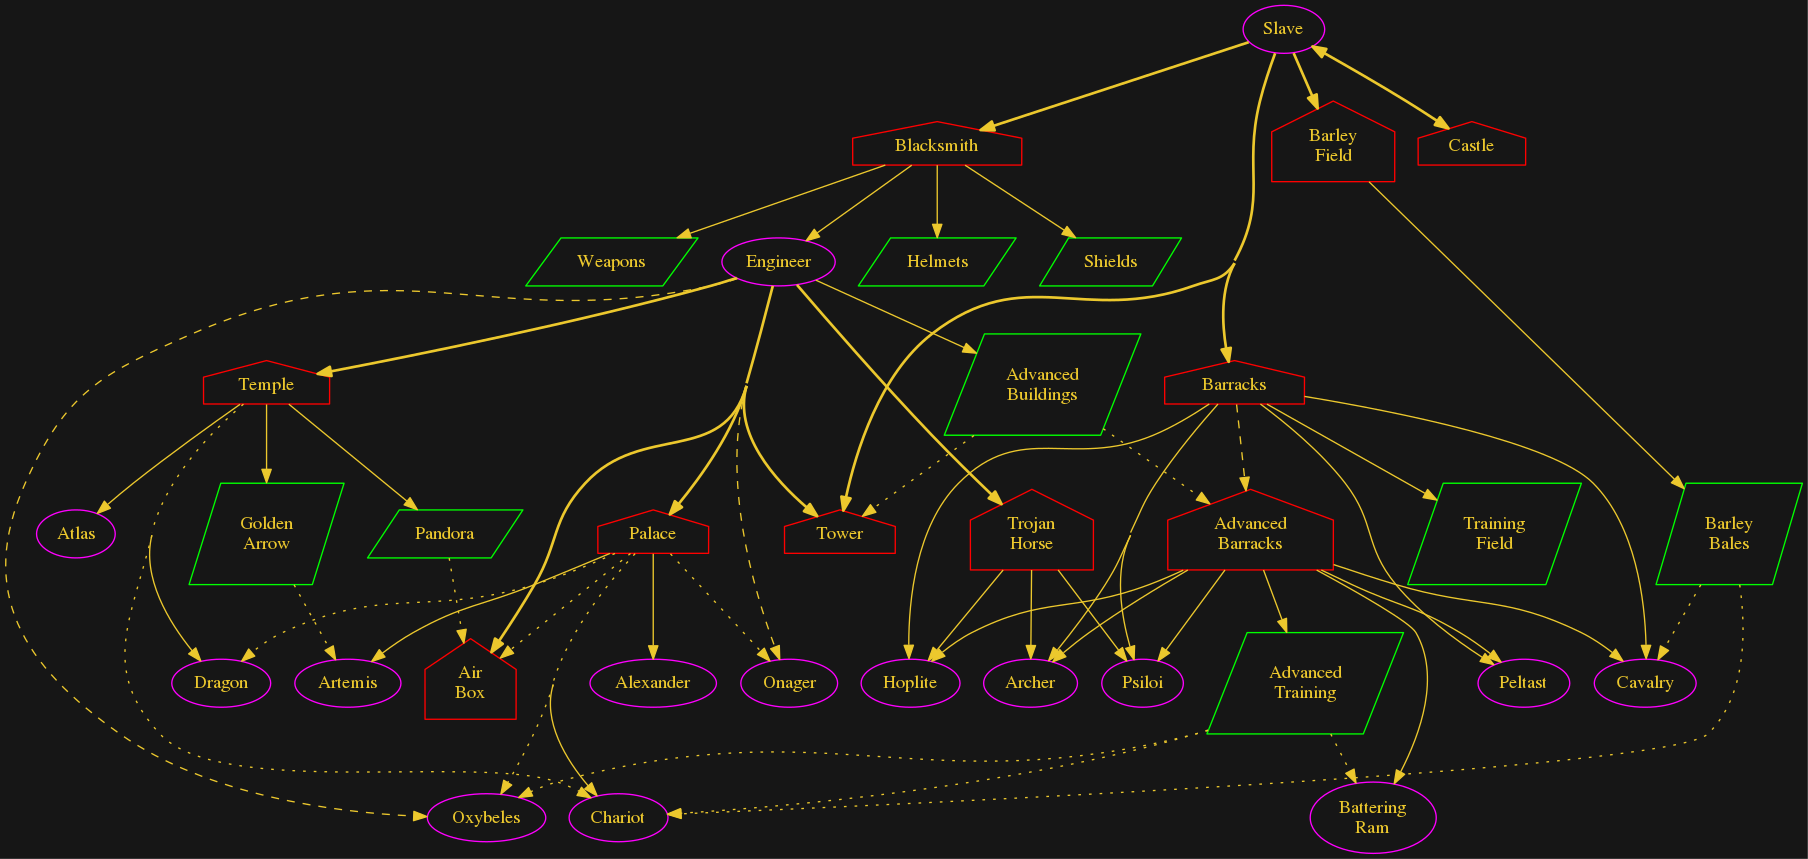 Slave
Blacksmith
Barley
Field
Castle
Weapons
Engineer
Helmets
Shields
Temple
Advanced
Buildings
Barracks
Atlas
Golden
Arrow
Pandora
Palace
Tower
Trojan
Horse
Advanced
Barracks
Training
Field
Barley
Bales
Dragon
Artemis
Air
Box
Alexander
Onager
Hoplite
Archer
Psiloi
Advanced
Training
Peltast
Cavalry
Oxybeles
Chariot
Battering
Ram